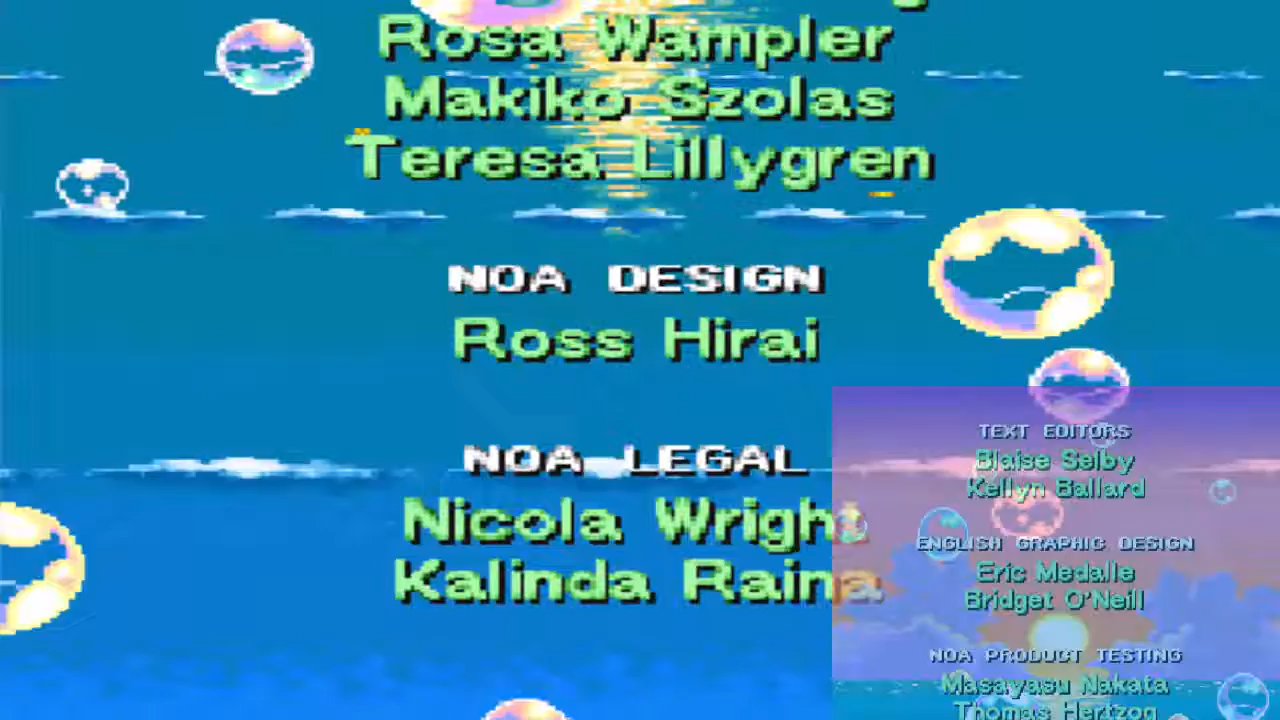 Rosa Wampler
Makiko Szolas
Teresa Lillygren
NOA DESIGN
Ross Hirai
NOA LEGAL
Nicola Wright
Kalinda Raina
TEXT EDITORS
Blaise Selby
Kellyn Ballard
ENGLISH GRAPHIC DESIGN
Eric Medalle
Bridget O'Neill
NOA PRODUCT TESTING
Masayasu Nakata
Thomas Hertzog